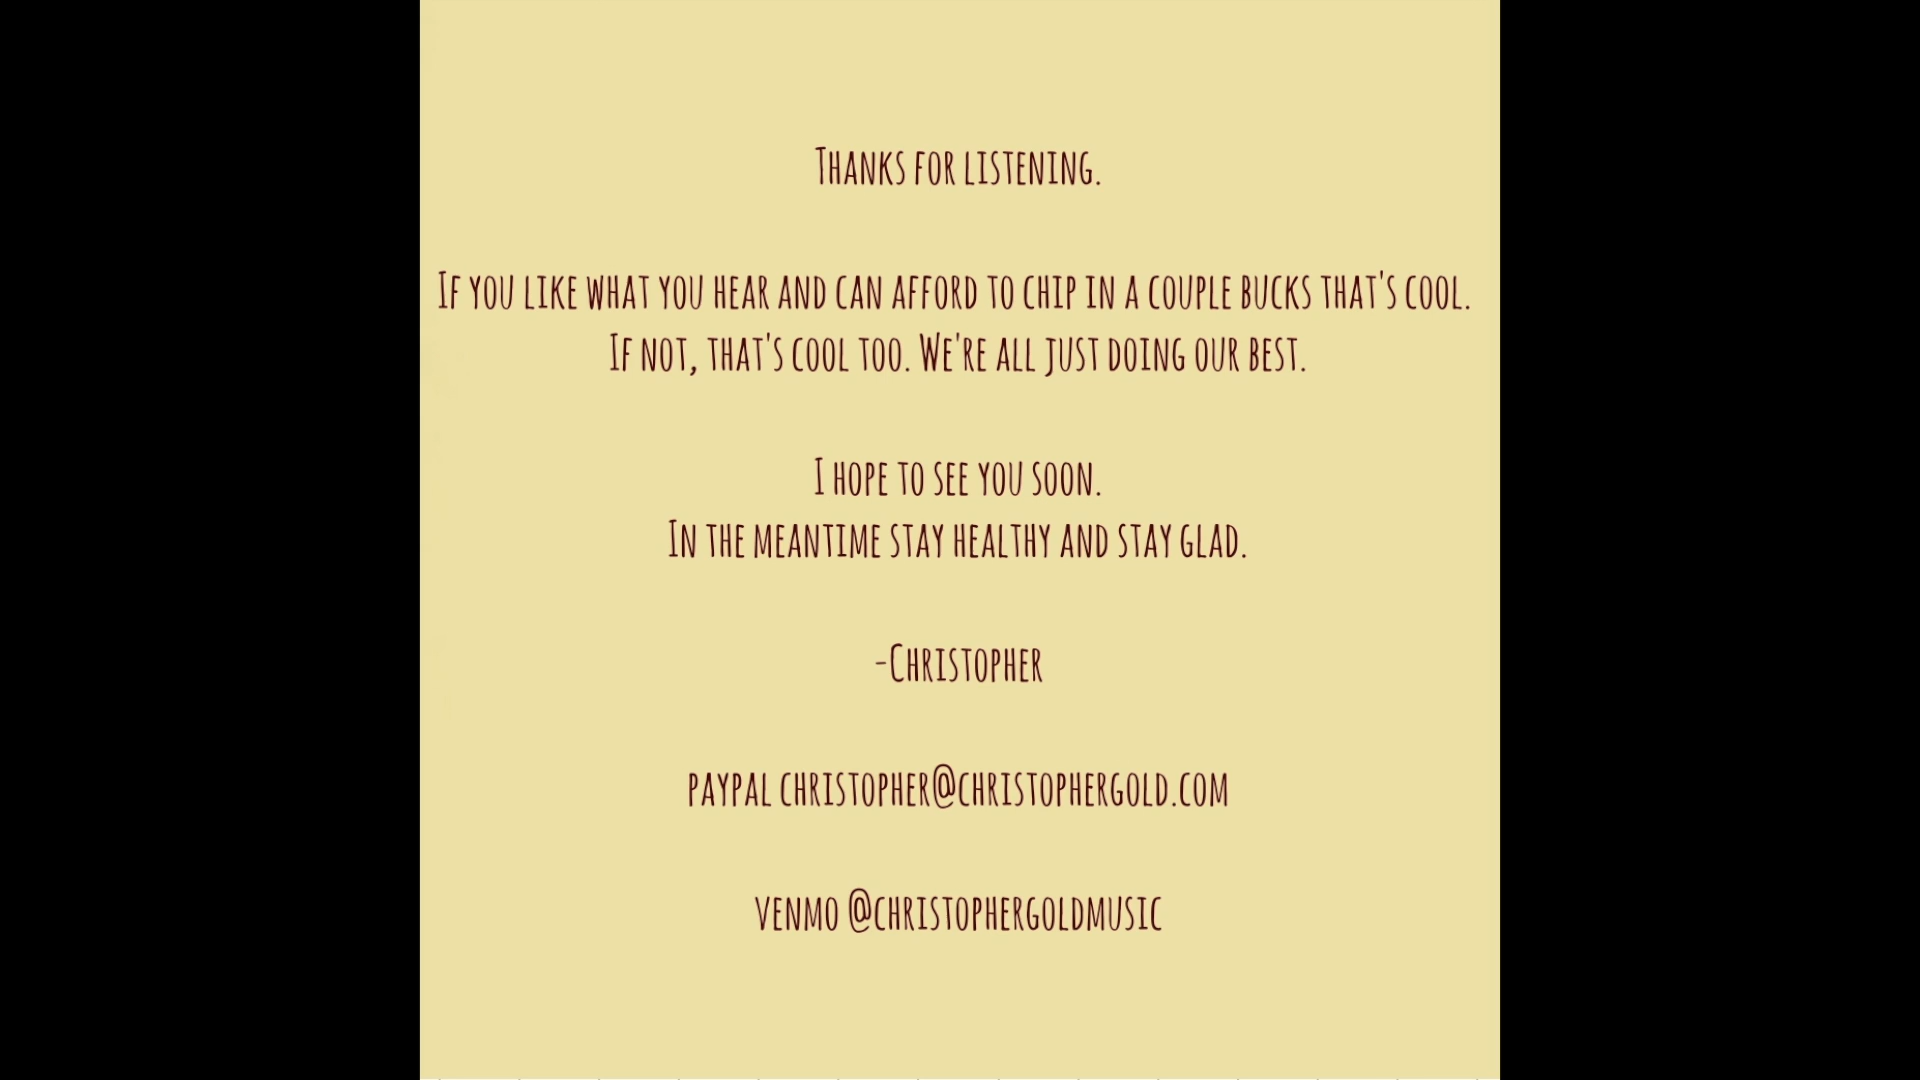 Thanks for listening.
If you like what you hear and can afford to chip in a couple bucks that's cool.
If not, that's cool too. We're all just doing our best.
I hope to see you soon.
In the meantime stay healthy and stay glad.
-Christopher
paypal christopher@christophergold.com
venmo @christophergoldmusic